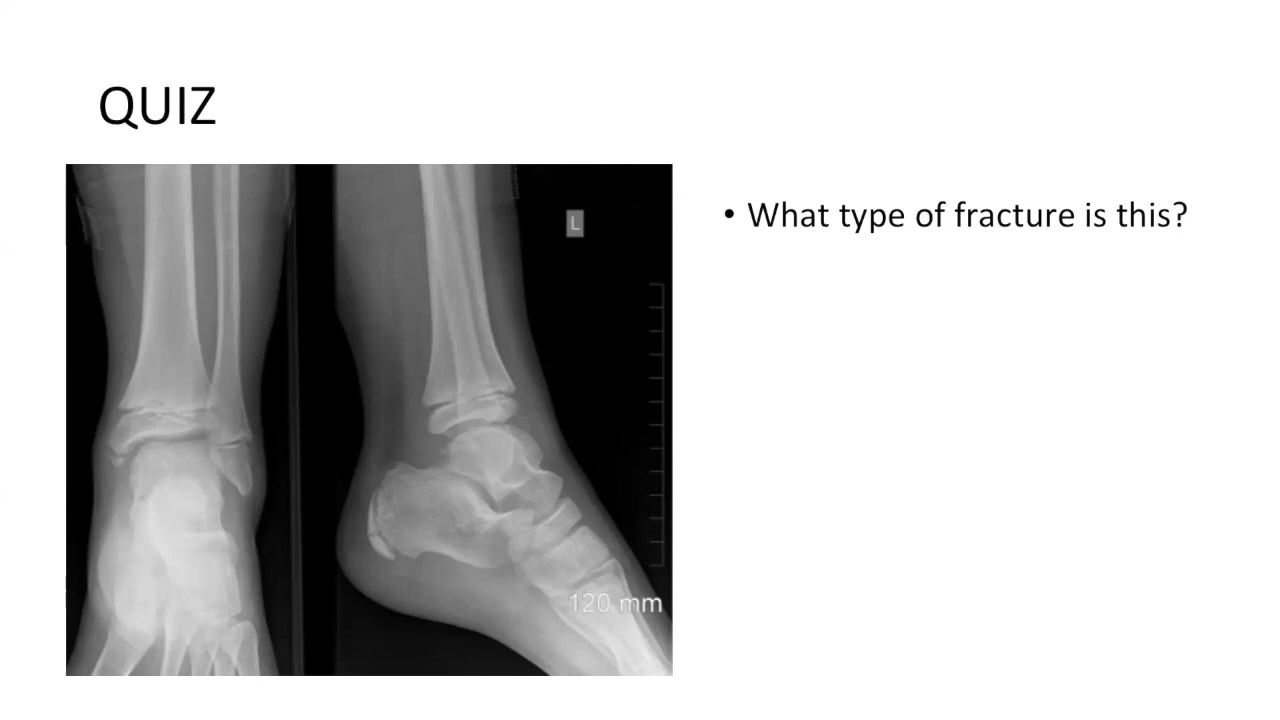 QUIZ
L
• What type of fracture is this?
120 mm